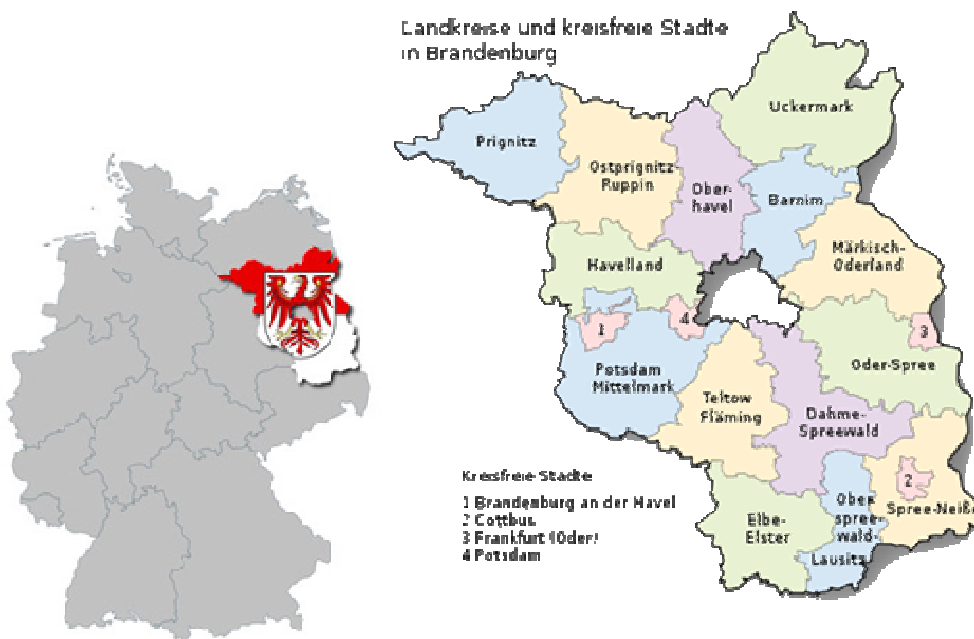 Landkreise und kreisfreie Städte
in Brandenburg
Uckermark
Prignitz
Ostprignitz
Ruppin
Ober-
havel
Barnim
Märkisch-
Oderland
Havelland
1
4
3
Oder-Spree
Potsdam
Mittelmark
Teltow
Fläming
Dahme-
Spreewald
2
Spree-Neiße
Ober
spree-
wald-
Lausitz
Elbe-
Elster
Kreisfreie Städte
1 Brandenburg an der Havel
2 Cottbus
3 Frankfurt (Oder)
4 Potsdam